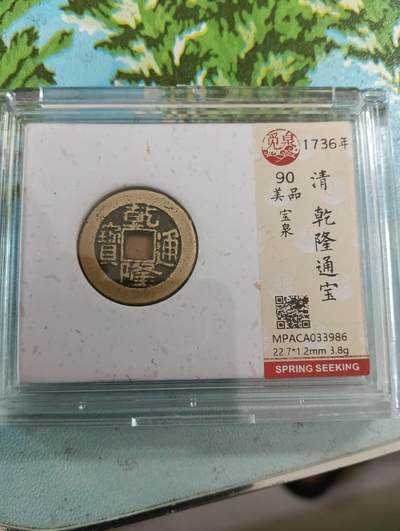 乾隆通寶
觅泉
1736年
清 乾隆通宝
90
美品
宝泉
MPACA033986
22.7*1.2mm 3.8g
SPRING SEEKING